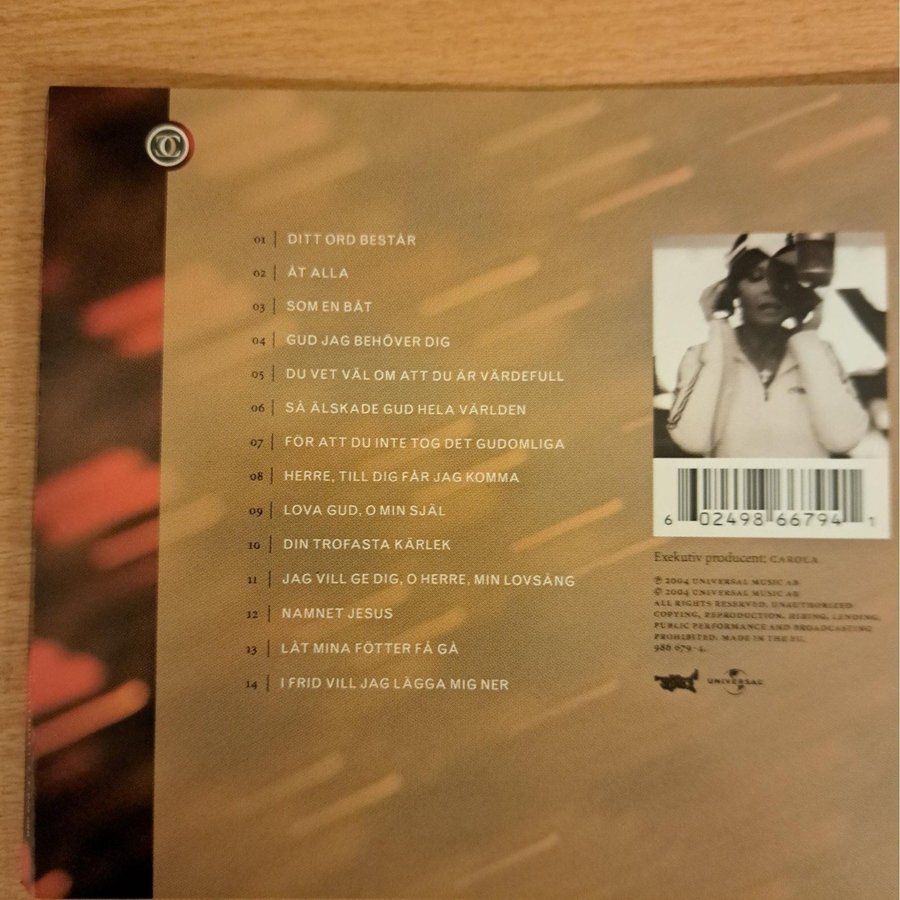 01 | DITT ORD BESTÅR
02 | ÅT ALLA
03 | SOM EN BÅT
04 | GUD JAG BEHÖVER DIG
05 | DU VET VÄL OM ATT DU ÄR VÄRDEFULL
06 | SÅ ÄLSKADE GUD HELA VÄRLDEN
07 | FÖR ATT DU INTE TOG DET GUDOMLIGA
08 | HERRE, TILL DIG FÅR JAG KOMMA
09 | LOVA GUD, O MIN SJÄL
10 | DIN TROFASTA KÄRLEK
11 | JAG VILL GE DIG, O HERRE, MIN LOVSÅNG
12 | NAMNET JESUS
13 | LÅT MINA FÖTTER FÅ GÅ
14 | I FRID VILL JAG LÄGGA MIG NER
6 02498 66794 1
Exekutiv producent: CAROLA
℗ 2004 UNIVERSAL MUSIC AB
© 2004 UNIVERSAL MUSIC AB
ALL RIGHTS RESERVED. UNAUTHORIZED
COPYING, REPRODUCTION, HIRING, LENDING,
PUBLIC PERFORMANCE AND BROADCASTING
PROHIBITED. MADE IN THE EU.
986 679-4.
UNIVERSAL